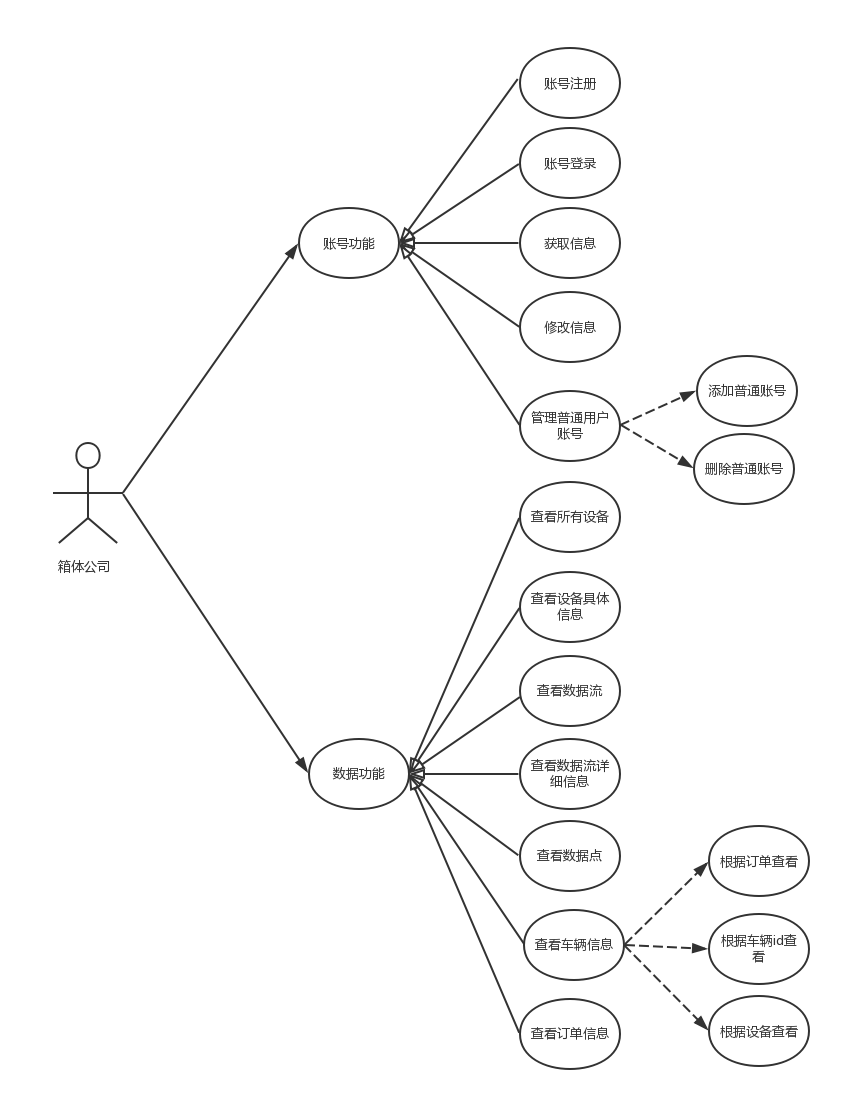 账号注册
账号登录
账号功能
获取信息
修改信息
添加普通账号
管理普通用户
账号
删除普通账号
查看所有设备
箱体公司
查看设备具体
信息
查看数据流
数据功能
查看数据流详
细信息
查看数据点
根据订单查看
查看车辆信息
根据车辆id查
看
查看订单信息
根据设备查看